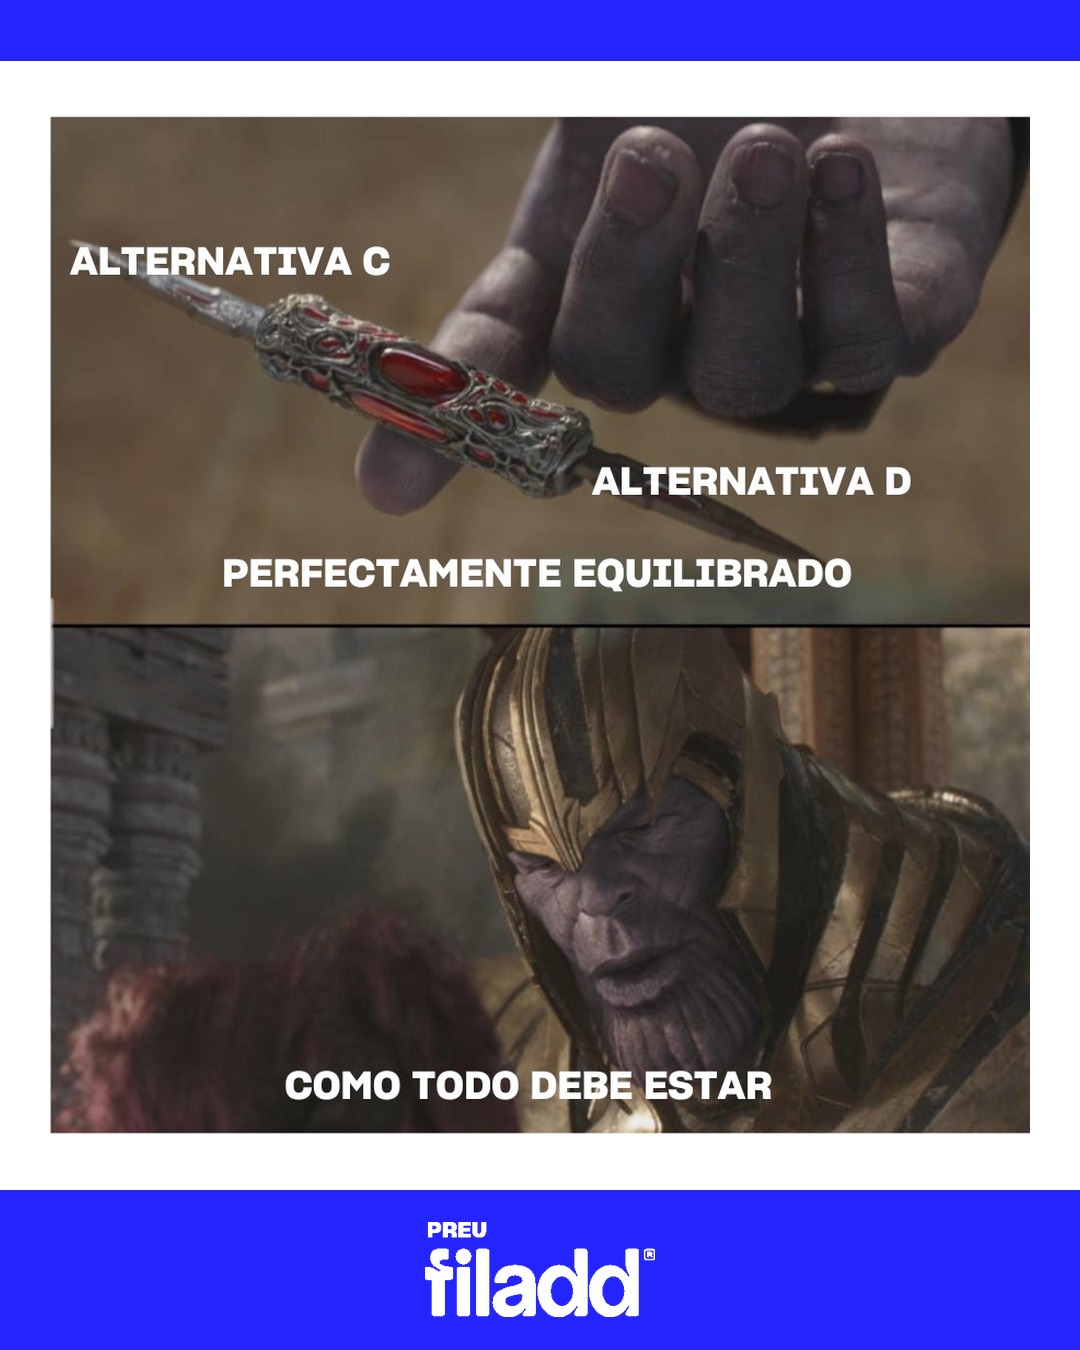 ALTERNATIVA C
ALTERNATIVA D
PERFECTAMENTE EQUILIBRADO
COMO TODO DEBE ESTAR
PREU
filadd®